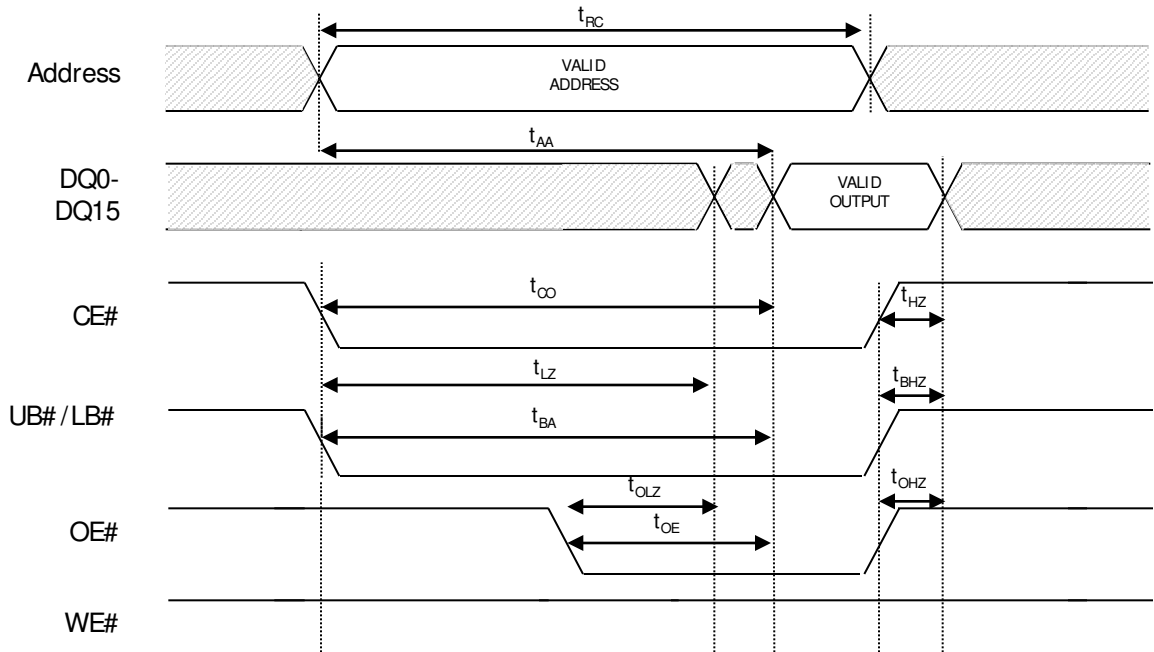 tRC
Address
VALID
ADDRESS
tAA
DQ0-
DQ15
VALID
OUTPUT
CE#
tCO
tHZ
tLZ
tBHZ
UB# / LB#
tBA
tOLZ
tOHZ
OE#
tOE
WE#